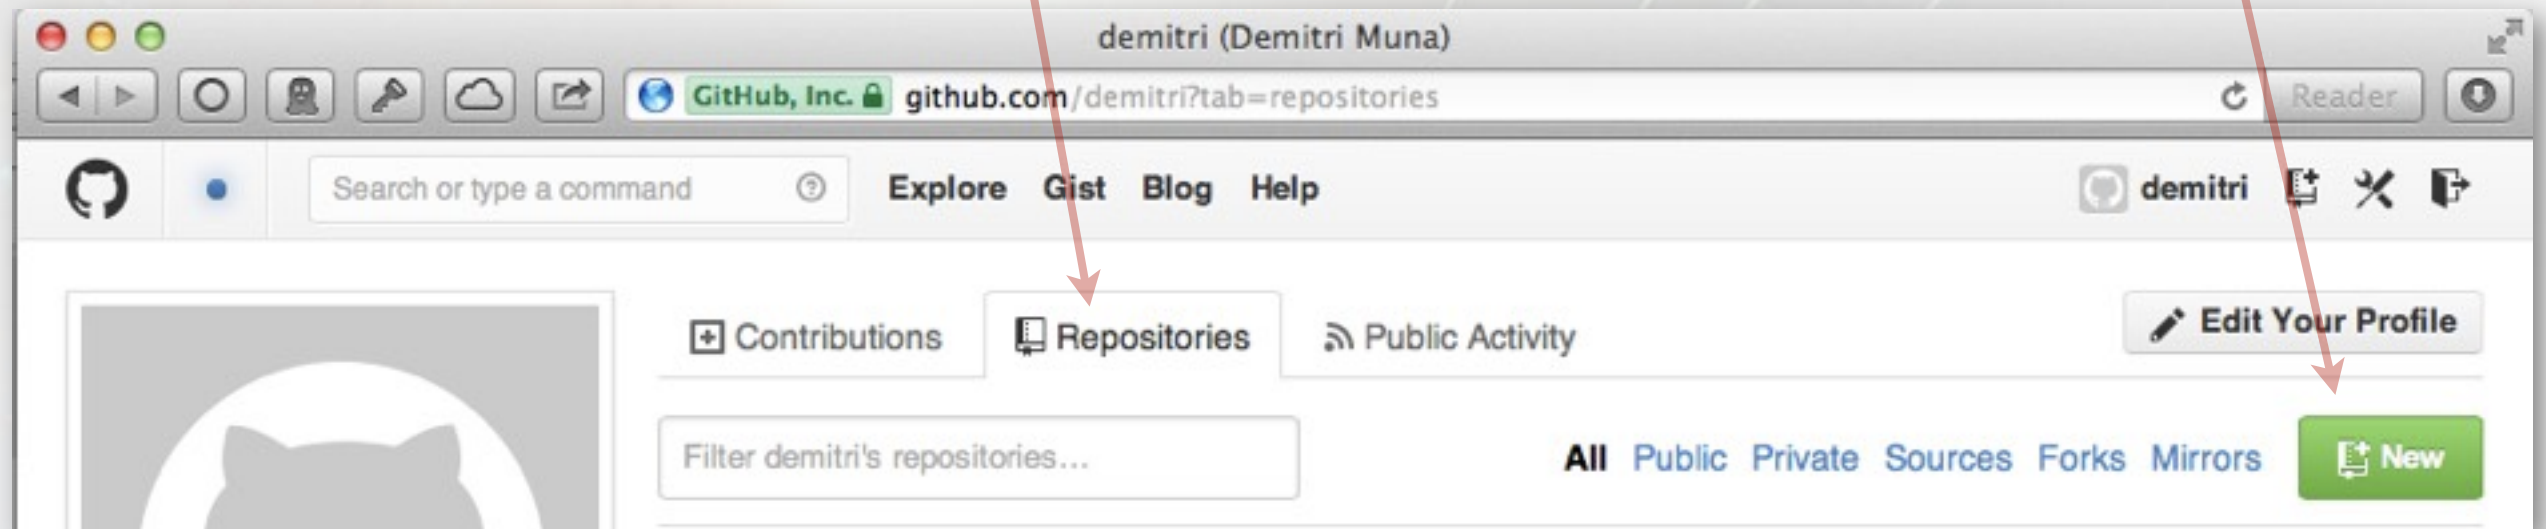 demitri (Demitri Muna)
GitHub, Inc. github.com/demitri?tab=repositories Reader
Search or type a command Explore Gist Blog Help demitri
Contributions Repositories Public Activity Edit Your Profile
Filter demitri's repositories... All Public Private Sources Forks Mirrors New